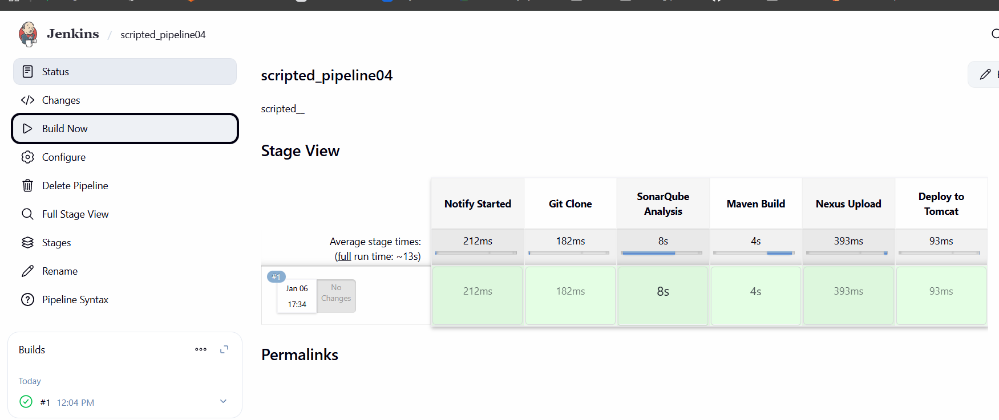 Jenkins / scripted_pipeline04
Status
Changes
Build Now
Configure
Delete Pipeline
Full Stage View
Stages
Rename
Pipeline Syntax
Builds
Today
#1 12:04 PM
scripted_pipeline04
scripted__
Stage View
Notify Started
Git Clone
SonarQube
Analysis
Maven Build
Nexus Upload
Deploy to
Tomcat
Average stage times:
(full run time: ~13s)
212ms
182ms
8s
4s
393ms
93ms
#1
Jan 06
17:34
No
Changes
212ms
182ms
8s
4s
393ms
93ms
Permalinks